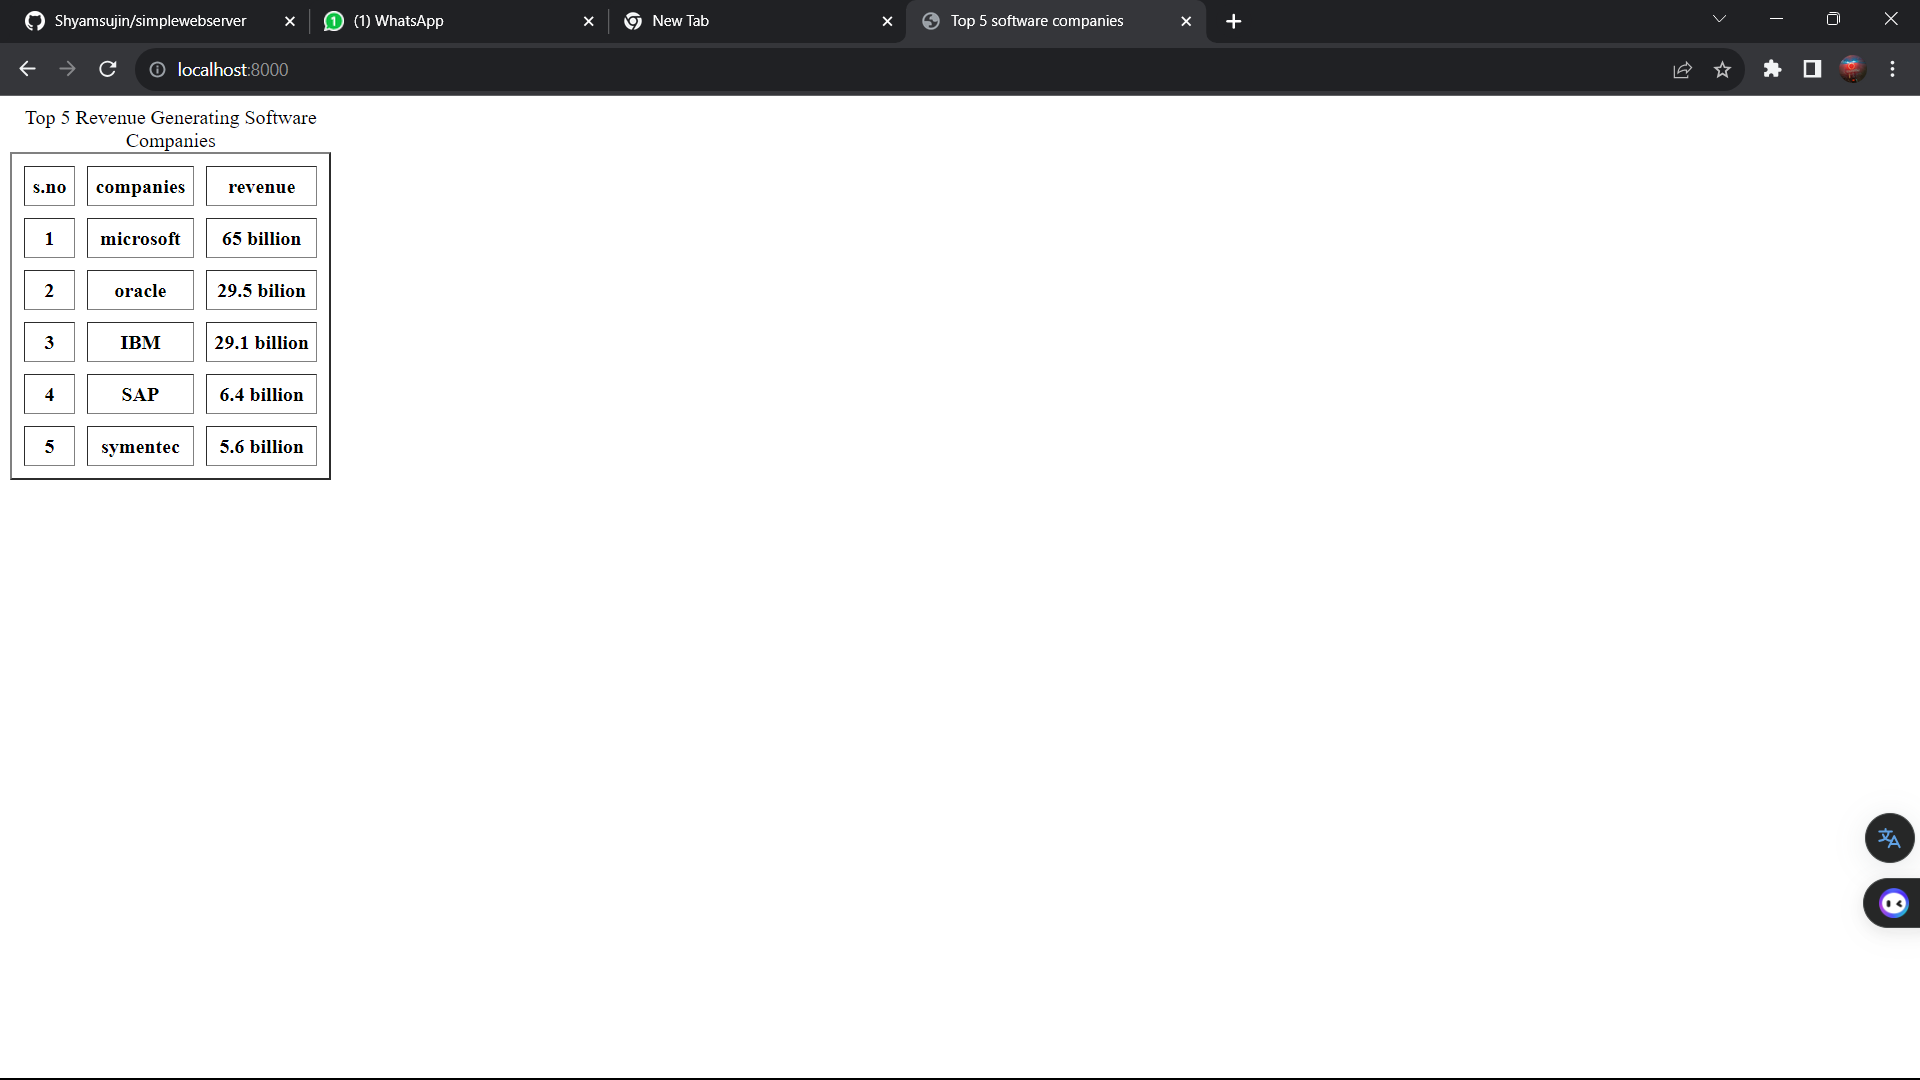 Shyamsujin/simplewebserver
1 (1) WhatsApp
New Tab
Top 5 software companies
localhost:8000
Top 5 Revenue Generating Software
Companies
s.no companies revenue
1 microsoft 65 billion
2 oracle 29.5 bilion
3 IBM 29.1 billion
4 SAP 6.4 billion
5 symentec 5.6 billion